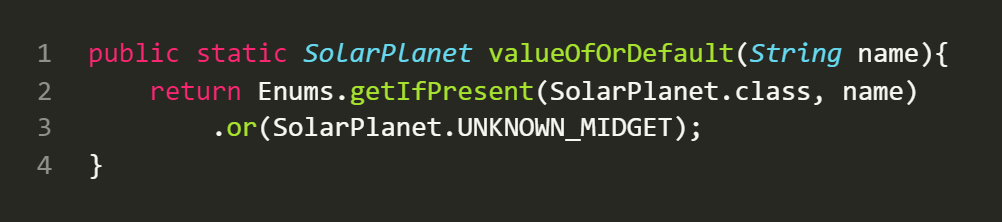 1 public static SolarPlanet valueOfOrDefault(String name){
2 return Enums.getIfPresent(SolarPlanet.class, name)
3 .or(SolarPlanet.UNKNOWN_MIDGET);
4 }